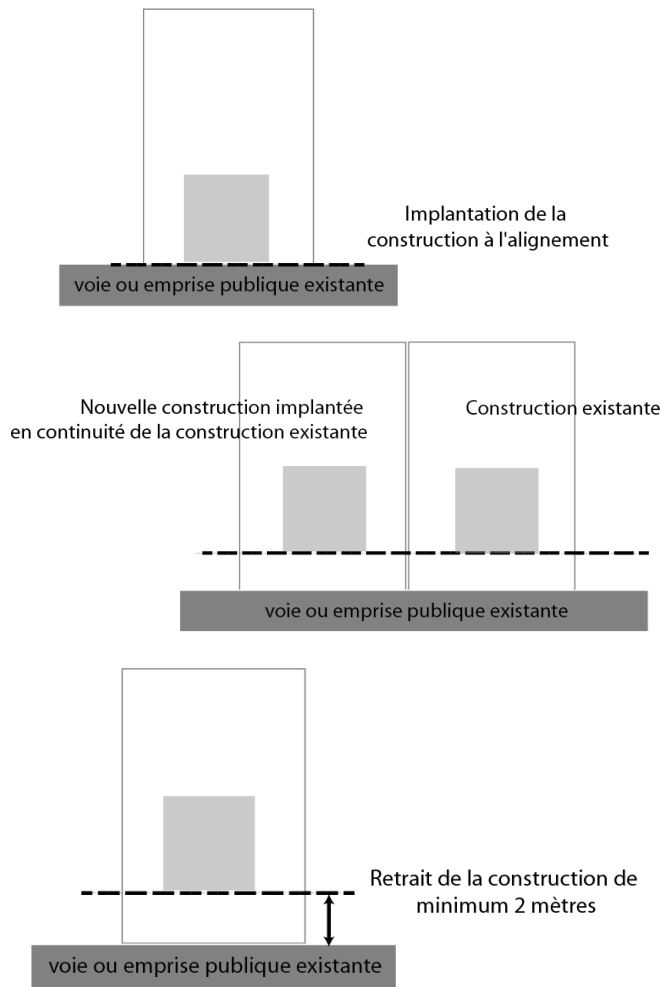 Implantation de la
construction à l'alignement
voie ou emprise publique existante
Nouvelle construction implantée
en continuité de la construction existante
Construction existante
voie ou emprise publique existante
Retrait de la construction de
minimum 2 mètres
voie ou emprise publique existante